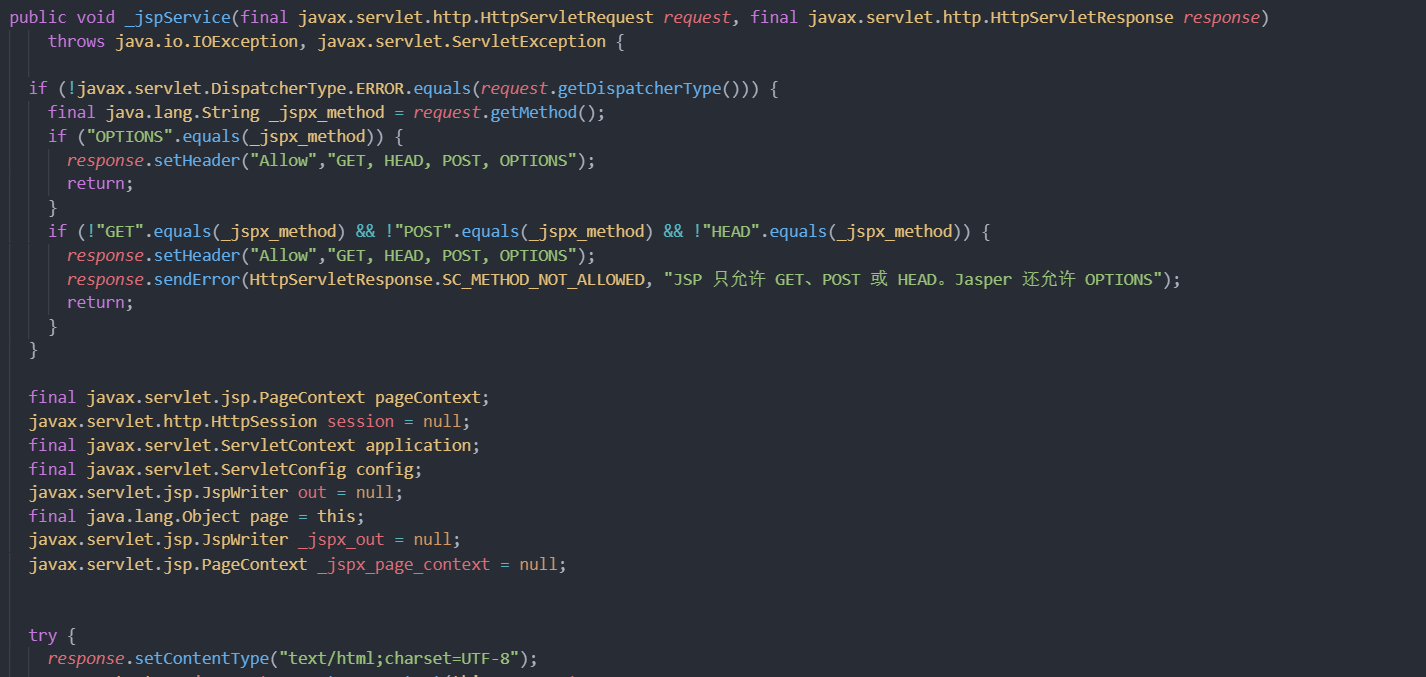 public void _jspService(final javax.servlet.http.HttpServletRequest request, final javax.servlet.http.HttpServletResponse response)
    throws java.io.IOException, javax.servlet.ServletException {
  if (!javax.servlet.DispatcherType.ERROR.equals(request.getDispatcherType())) {
    final java.lang.String _jspx_method = request.getMethod();
    if ("OPTIONS".equals(_jspx_method)) {
      response.setHeader("Allow","GET, HEAD, POST, OPTIONS");
      return;
    }
    if (!"GET".equals(_jspx_method) && !"POST".equals(_jspx_method) && !"HEAD".equals(_jspx_method)) {
      response.setHeader("Allow","GET, HEAD, POST, OPTIONS");
      response.sendError(HttpServletResponse.SC_METHOD_NOT_ALLOWED, "JSP 只允许 GET、POST 或 HEAD。Jasper 还允许 OPTIONS");
      return;
    }
  }
  final javax.servlet.jsp.PageContext pageContext;
  javax.servlet.http.HttpSession session = null;
  final javax.servlet.ServletContext application;
  final javax.servlet.ServletConfig config;
  javax.servlet.jsp.JspWriter out = null;
  final java.lang.Object page = this;
  javax.servlet.jsp.JspWriter _jspx_out = null;
  javax.servlet.jsp.PageContext _jspx_page_context = null;
  try {
    response.setContentType("text/html;charset=UTF-8");